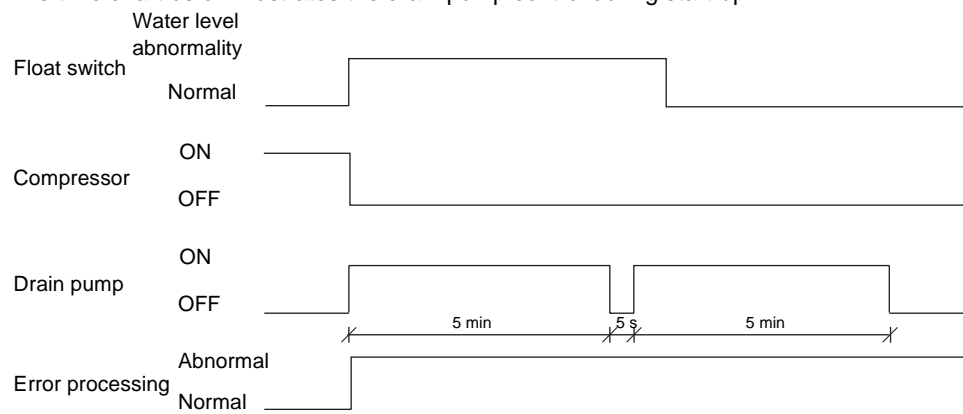 Water level
abnormality
Float switch
Normal
ON
Compressor
OFF
ON
Drain pump
OFF
5 min
5 s
5 min
Abnormal
Error processing
Normal